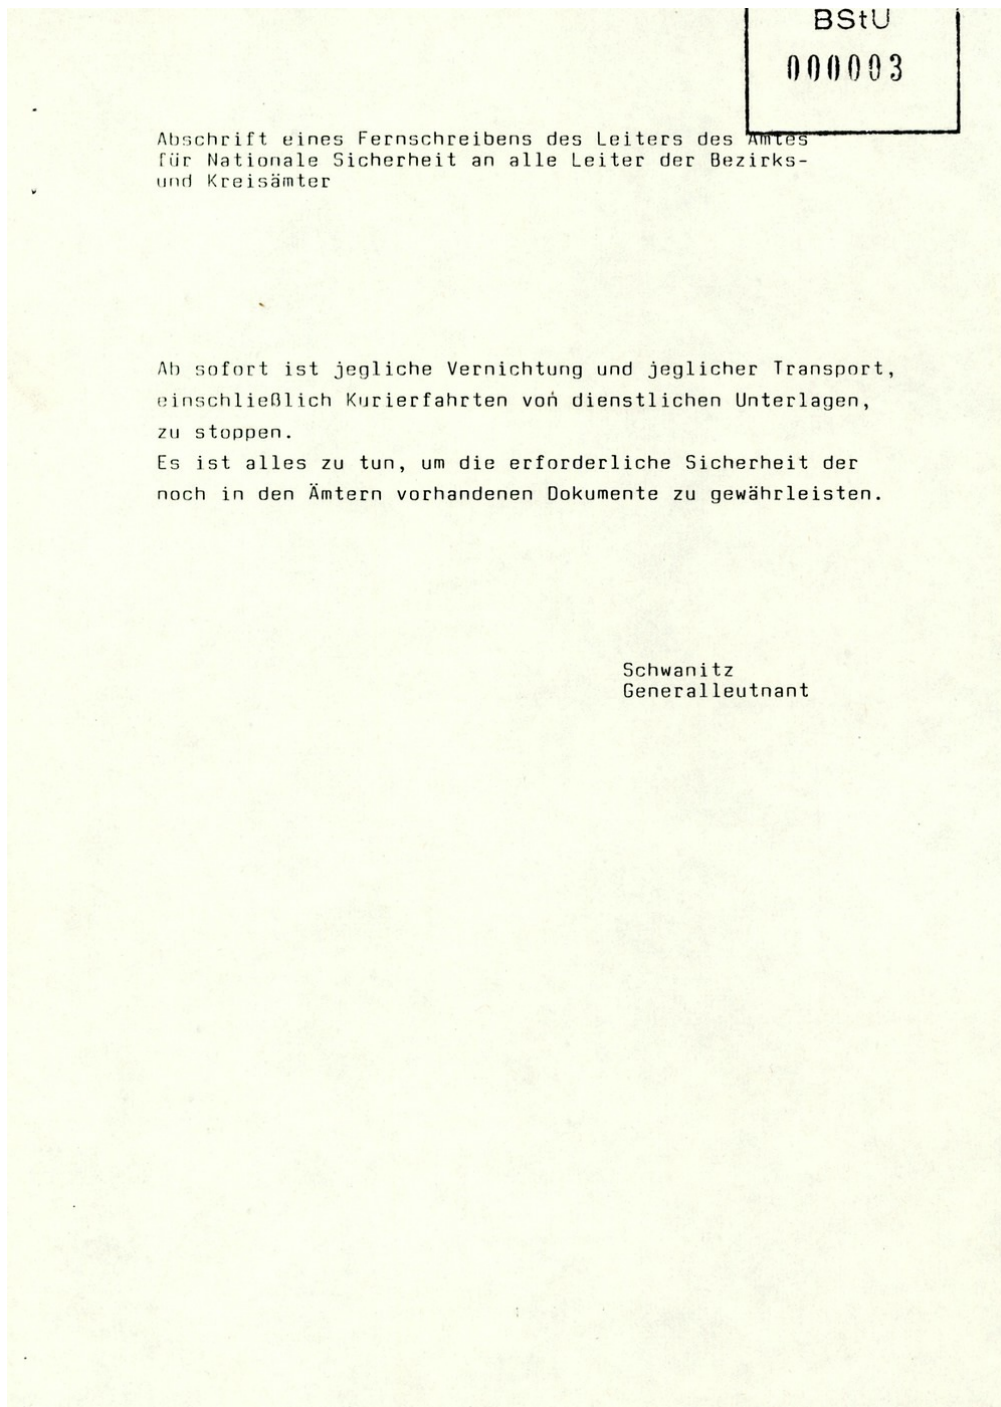 BStU
000003
Abschrift eines Fernschreibens des Leiters des Amtes
für Nationale Sicherheit an alle Leiter der Bezirks-
und Kreisämter
Ab sofort ist jegliche Vernichtung und jeglicher Transport,
einschließlich Kurierfahrten von dienstlichen Unterlagen,
zu stoppen.
Es ist alles zu tun, um die erforderliche Sicherheit der
noch in den Ämtern vorhandenen Dokumente zu gewährleisten.
Schwanitz
Generalleutnant